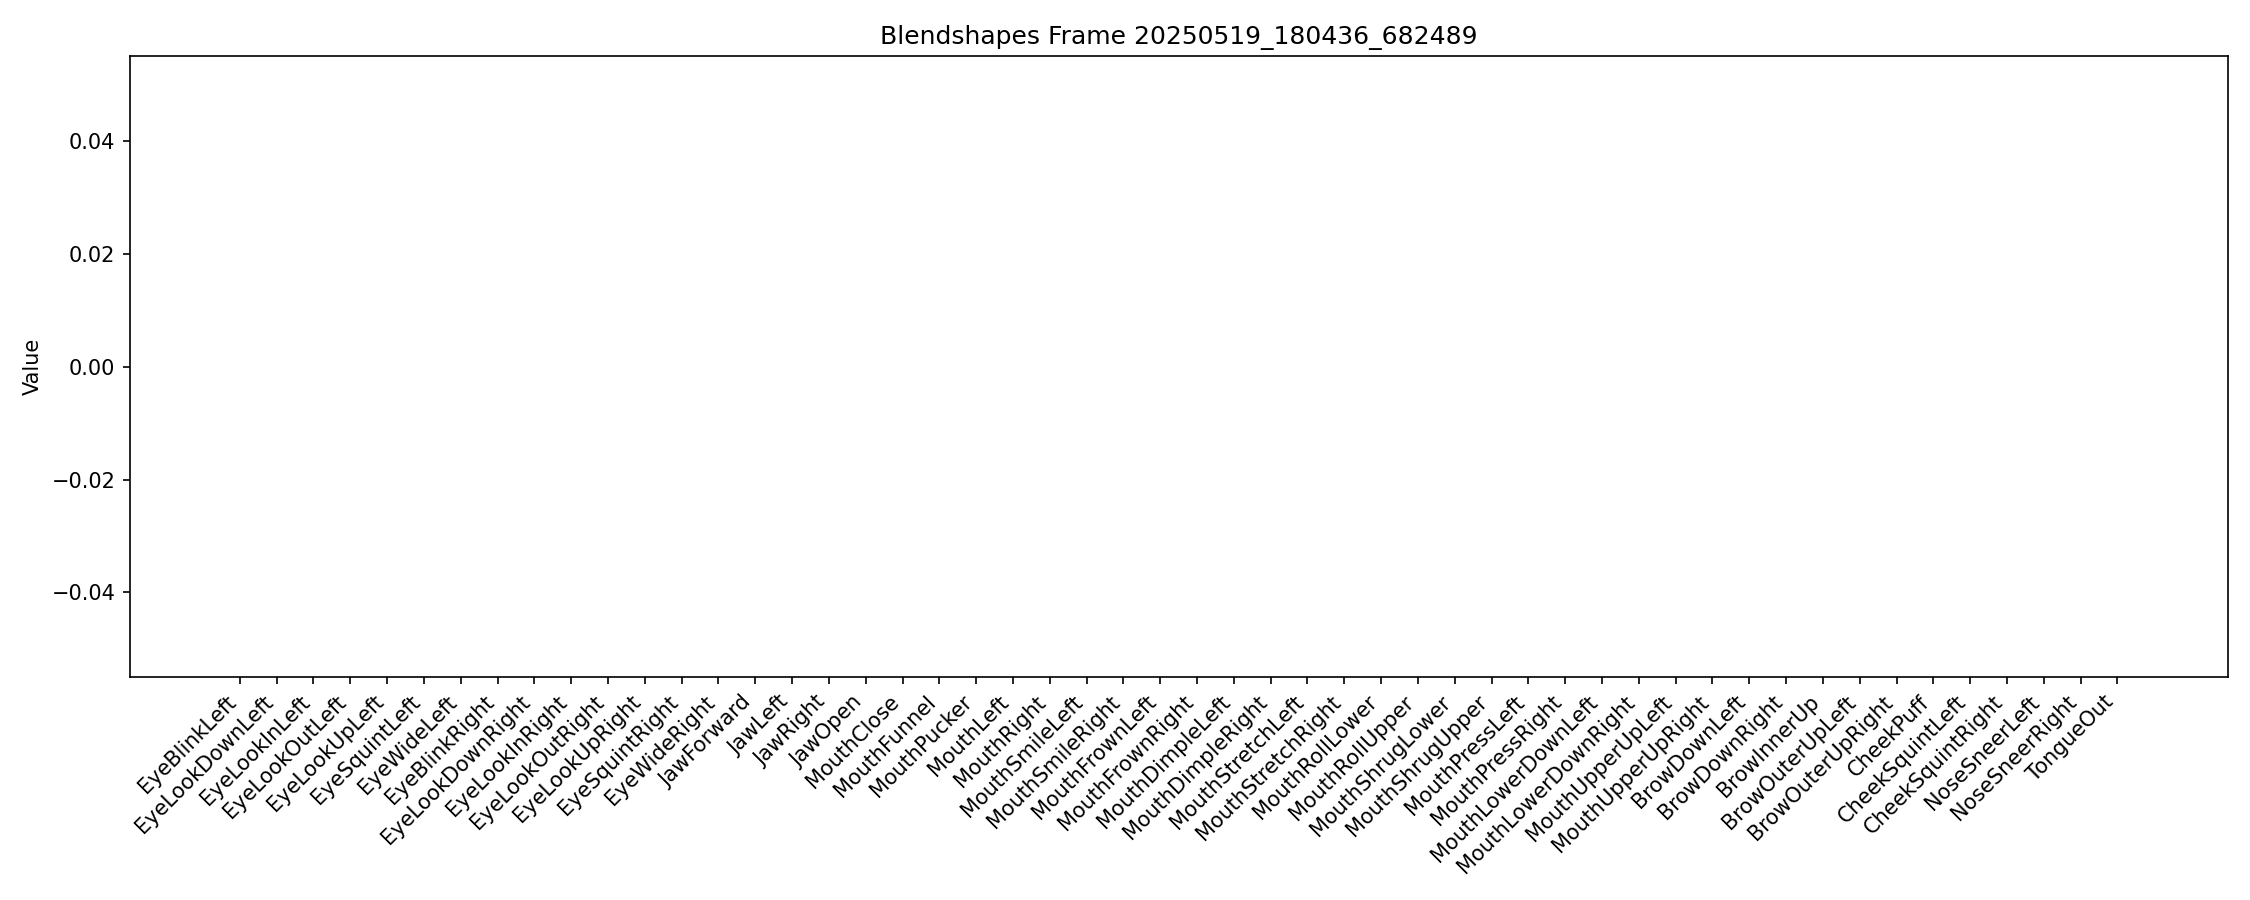 Blendshapes Frame 20250519_180436_682489
Value
0.04
0.02
0.00
−0.02
−0.04
EyeBlinkLeft
EyeLookDownLeft
EyeLookInLeft
EyeLookOutLeft
EyeLookUpLeft
EyeSquintLeft
EyeWideLeft
EyeBlinkRight
EyeLookDownRight
EyeLookInRight
EyeLookOutRight
EyeLookUpRight
EyeSquintRight
EyeWideRight
JawForward
JawLeft
JawRight
JawOpen
MouthClose
MouthFunnel
MouthPucker
MouthLeft
MouthRight
MouthSmileLeft
MouthSmileRight
MouthFrownLeft
MouthFrownRight
MouthDimpleLeft
MouthDimpleRight
MouthStretchLeft
MouthStretchRight
MouthRollLower
MouthRollUpper
MouthShrugLower
MouthShrugUpper
MouthPressLeft
MouthPressRight
MouthLowerDownLeft
MouthLowerDownRight
MouthUpperUpLeft
MouthUpperUpRight
BrowDownLeft
BrowDownRight
BrowInnerUp
BrowOuterUpLeft
BrowOuterUpRight
CheekPuff
CheekSquintLeft
CheekSquintRight
NoseSneerLeft
NoseSneerRight
TongueOut